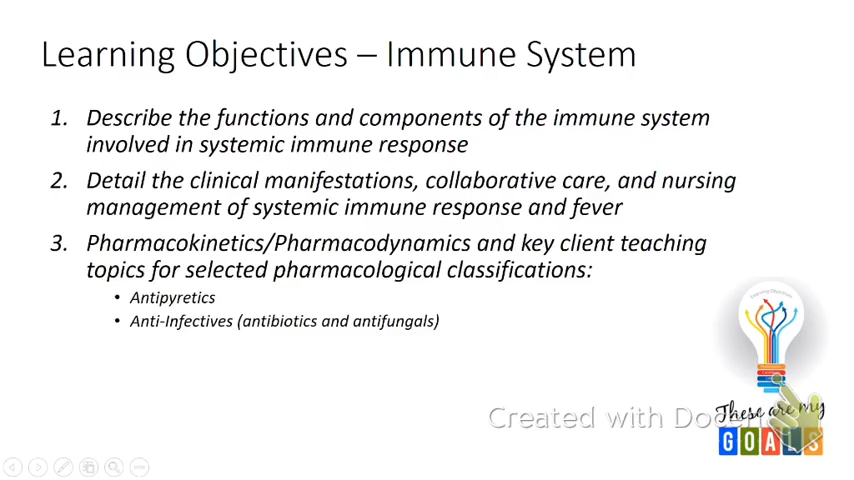 Learning Objectives – Immune System
1. Describe the functions and components of the immune system
involved in systemic immune response
2. Detail the clinical manifestations, collaborative care, and nursing
management of systemic immune response and fever
3. Pharmacokinetics/Pharmacodynamics and key client teaching
topics for selected pharmacological classifications:
• Antipyretics
• Anti-Infectives (antibiotics and antifungals)
Learning Objectives
These are my
GOALS
Created with